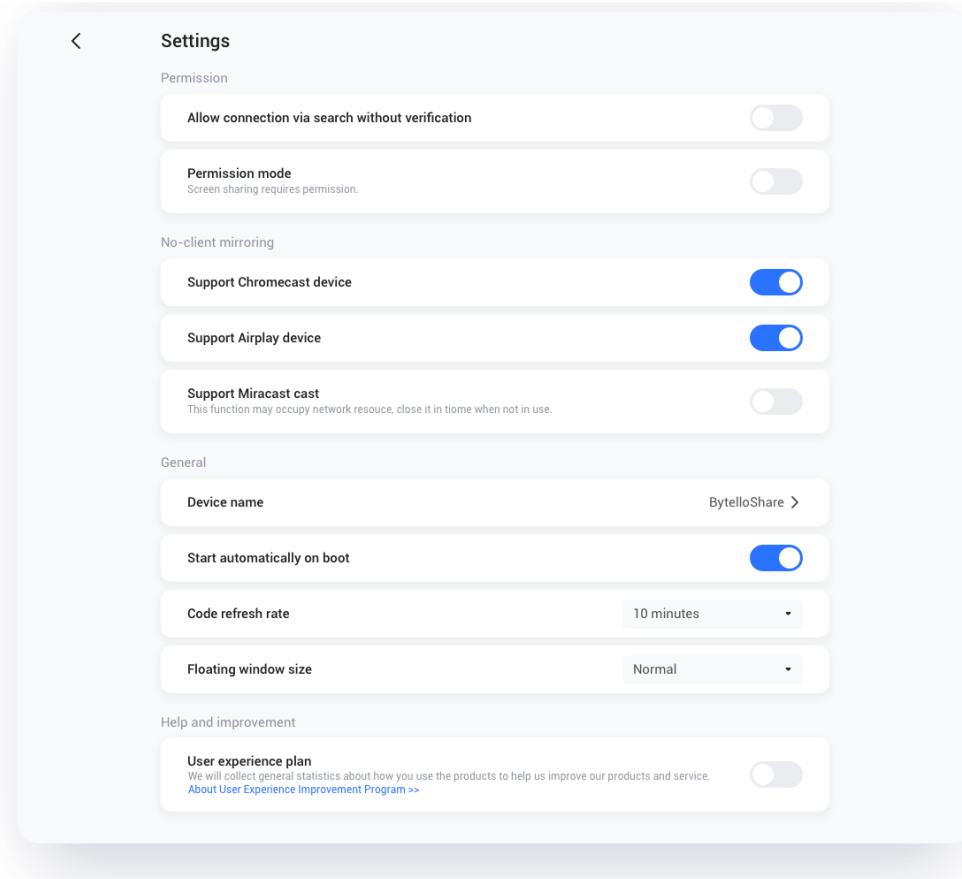 Settings
Permission
Allow connection via search without verification
Permission mode
Screen sharing requires permission.
No-client mirroring
Support Chromecast device
Support Airplay device
Support Miracast cast
This function may occupy network resouce, close it in tiome when not in use.
General
Device name
BytelloShare
Start automatically on boot
Code refresh rate
10 minutes
Floating window size
Normal
Help and improvement
User experience plan
We will collect general statistics about how you use the products to help us improve our products and service.
About User Experience Improvement Program >>